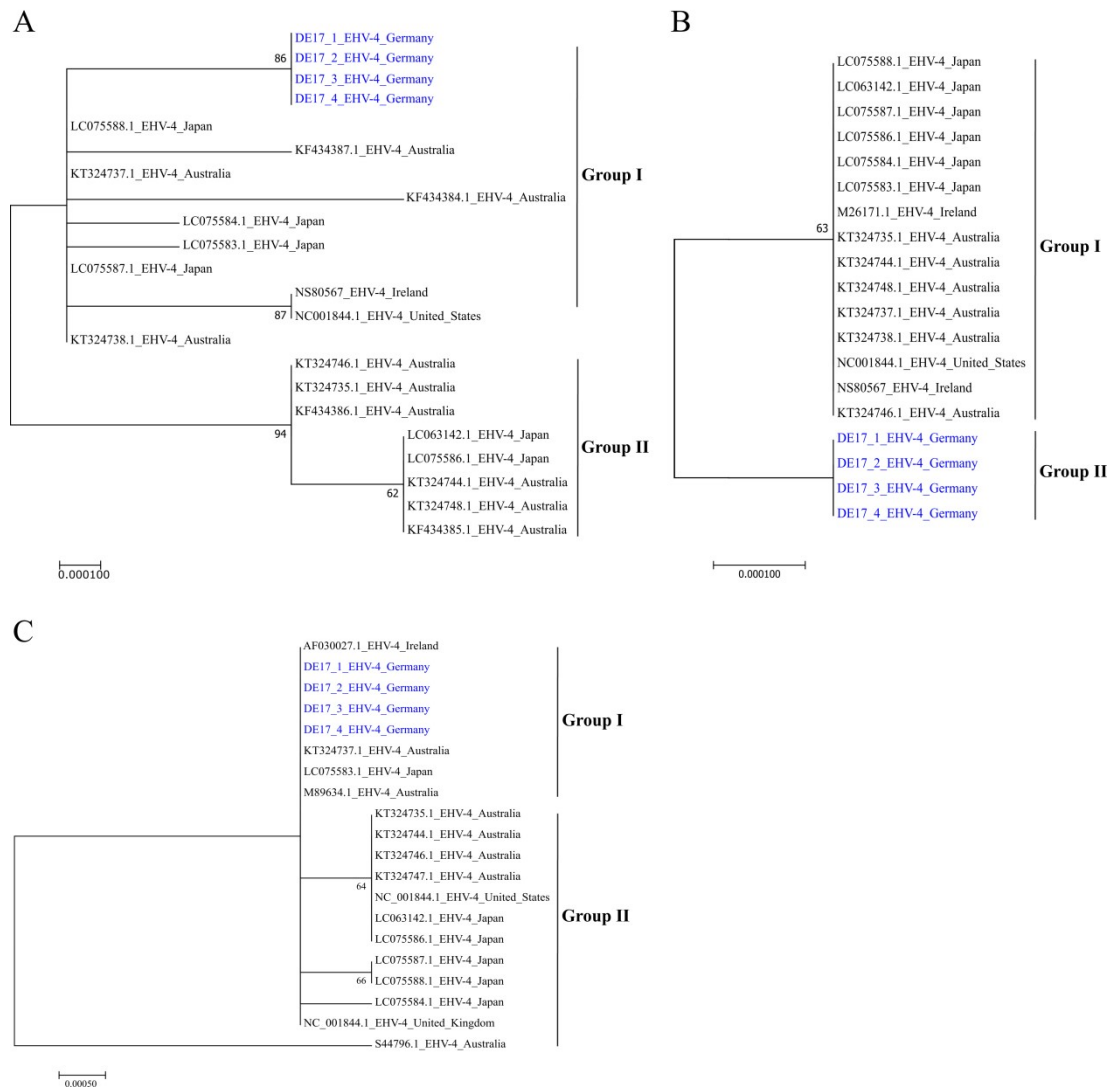 A
DE17_1_EHV-4_Germany
86
DE17_2_EHV-4_Germany
DE17_3_EHV-4_Germany
DE17_4_EHV-4_Germany
LC075588.1_EHV-4_Japan
KF434387.1_EHV-4_Australia
KT324737.1_EHV-4_Australia
Group I
KF434384.1_EHV-4_Australia
LC075584.1_EHV-4_Japan
LC075583.1_EHV-4_Japan
LC075587.1_EHV-4_Japan
NS80567_EHV-4_Ireland
87
NC001844.1_EHV-4_United_States
KT324738.1_EHV-4_Australia
KT324746.1_EHV-4_Australia
KT324735.1_EHV-4_Australia
KF434386.1_EHV-4_Australia
94
LC063142.1_EHV-4_Japan
Group II
LC075586.1_EHV-4_Japan
KT324744.1_EHV-4_Australia
62
KT324748.1_EHV-4_Australia
KF434385.1_EHV-4_Australia
0.000100
B
LC075588.1_EHV-4_Japan
LC063142.1_EHV-4_Japan
LC075587.1_EHV-4_Japan
LC075586.1_EHV-4_Japan
LC075584.1_EHV-4_Japan
LC075583.1_EHV-4_Japan
M26171.1_EHV-4_Ireland
63
KT324735.1_EHV-4_Australia
Group I
KT324744.1_EHV-4_Australia
KT324748.1_EHV-4_Australia
KT324737.1_EHV-4_Australia
KT324738.1_EHV-4_Australia
NC001844.1_EHV-4_United_States
NS80567_EHV-4_Ireland
KT324746.1_EHV-4_Australia
DE17_1_EHV-4_Germany
DE17_2_EHV-4_Germany
Group II
DE17_3_EHV-4_Germany
DE17_4_EHV-4_Germany
0.000100
C
AF030027.1_EHV-4_Ireland
DE17_1_EHV-4_Germany
DE17_2_EHV-4_Germany
DE17_3_EHV-4_Germany
Group I
DE17_4_EHV-4_Germany
KT324737.1_EHV-4_Australia
LC075583.1_EHV-4_Japan
M89634.1_EHV-4_Australia
KT324735.1_EHV-4_Australia
KT324744.1_EHV-4_Australia
KT324746.1_EHV-4_Australia
KT324747.1_EHV-4_Australia
64
NC_001844.1_EHV-4_United_States
LC063142.1_EHV-4_Japan
Group II
LC075586.1_EHV-4_Japan
LC075587.1_EHV-4_Japan
66
LC075588.1_EHV-4_Japan
LC075584.1_EHV-4_Japan
NC_001844.1_EHV-4_United_Kingdom
S44796.1_EHV-4_Australia
0.00050